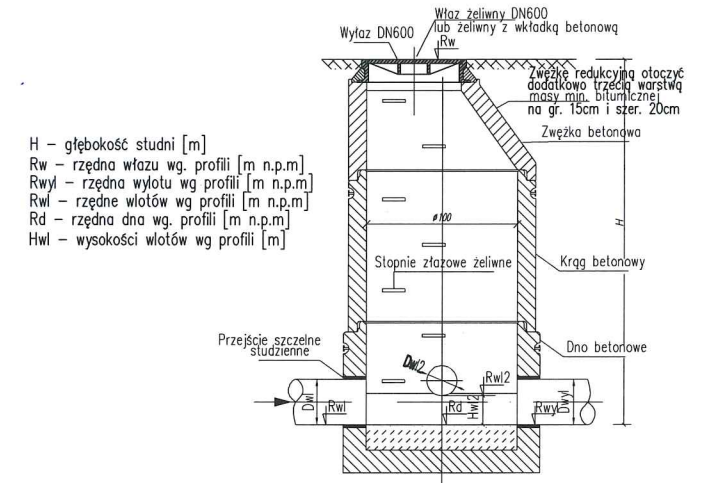 Właz żeliwny DN600
lub żeliwny z wkładką betonową
Wyłaz DN600
Rw
Zwężkę redukcyjną otoczyć
dodatkowo trzecią warstwą
masy min. bitumicznej
na gr. 15cm i szer. 20cm
Zwężka betonowa
H – głębokość studni [m]
Rw – rzędna włazu wg. profili [m n.p.m]
Rwyl – rzędna wylotu wg profili [m n.p.m]
Rwl – rzędne wlotów wg profili [m n.p.m]
Rd – rzędna dna wg. profili [m n.p.m]
Hwl – wysokości wlotów wg profili [m]
H
ø100
Stopnie złazowe żeliwne
Krąg betonowy
Przejście szczelne
studzienne
Dno betonowe
Dwl2
Rwl2
Dwl
Rwl
Rd
Hwl2
Rwyl
Dwyl